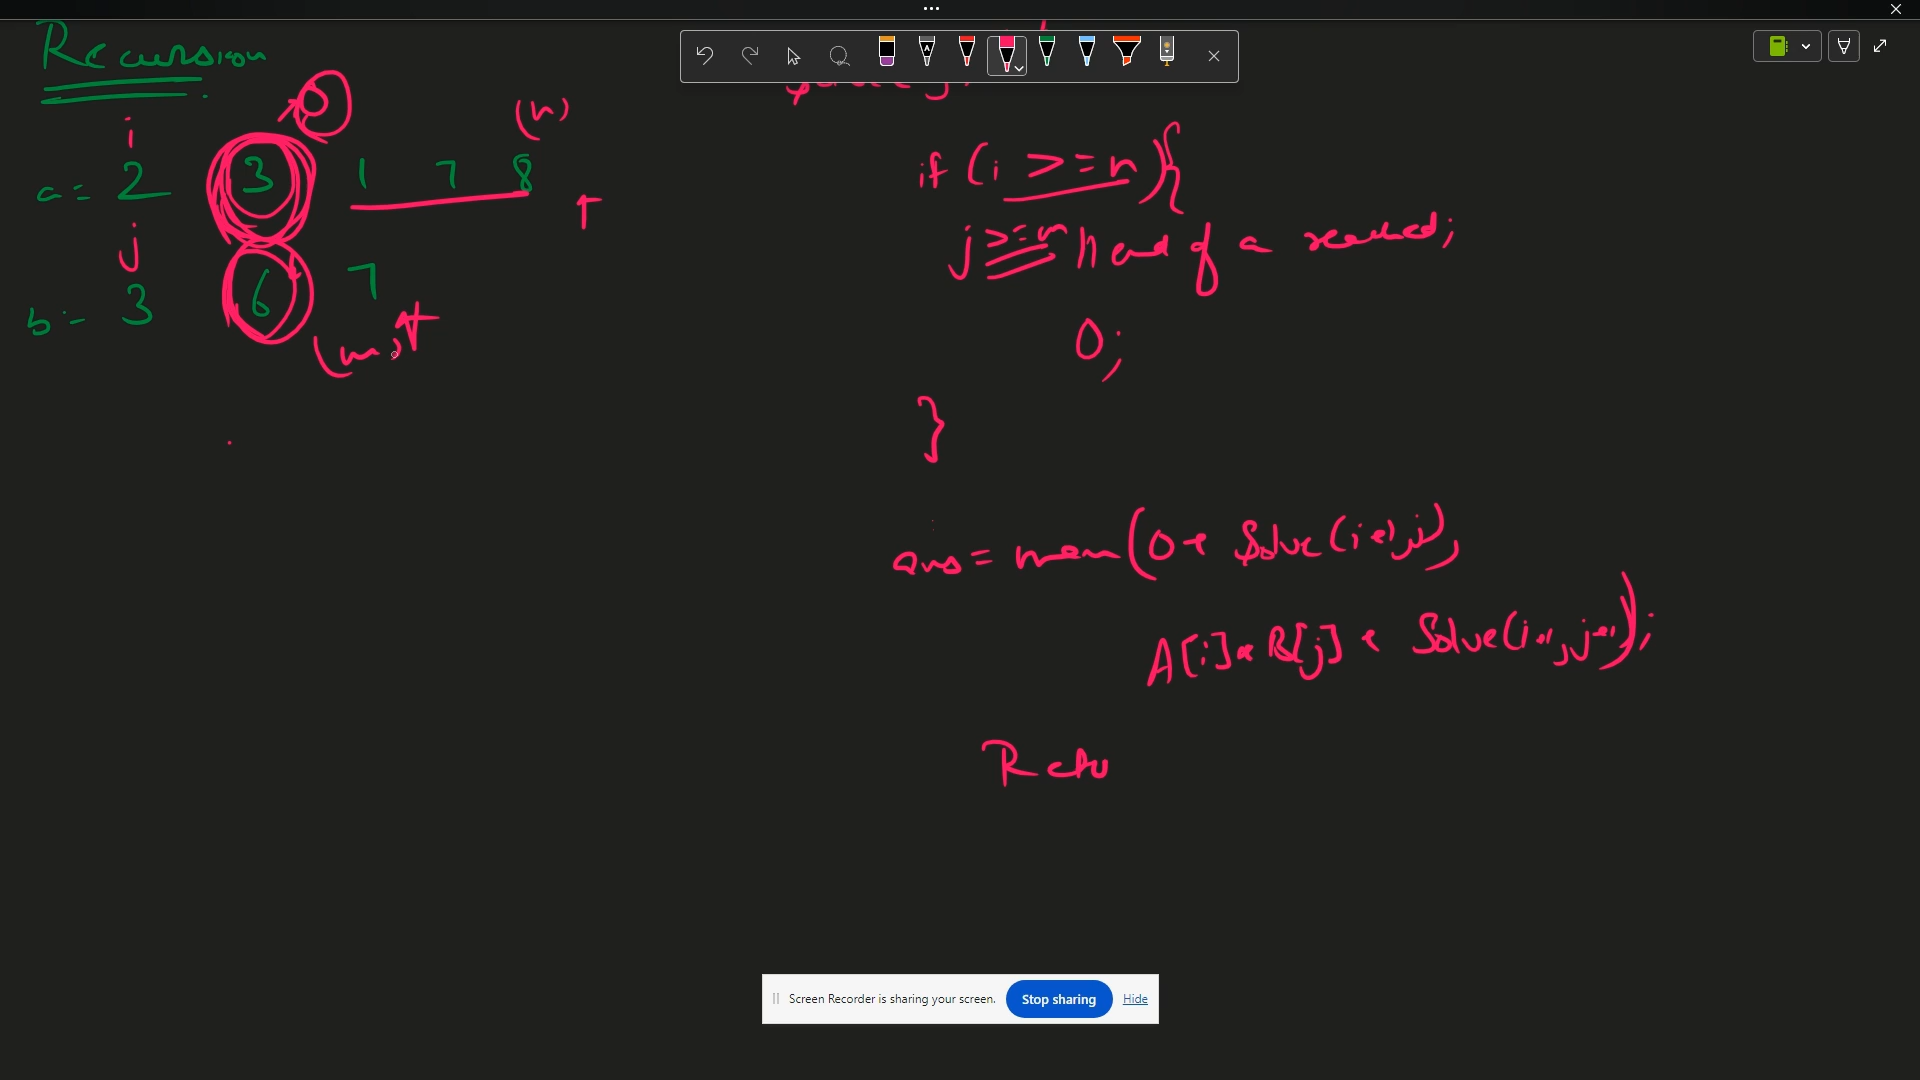 Recursion
(n)
i
a = 2 3 1 7 8
j
b :- 3 6 7
(m)
if (i >= n) {
j >= m // end of a reached;
0;
}
ans = max(0 + Solve(i+1, j),
A[i] * B[j] + Solve(i+1, j+1));
Retu
Screen Recorder is sharing your screen. Stop sharing Hide